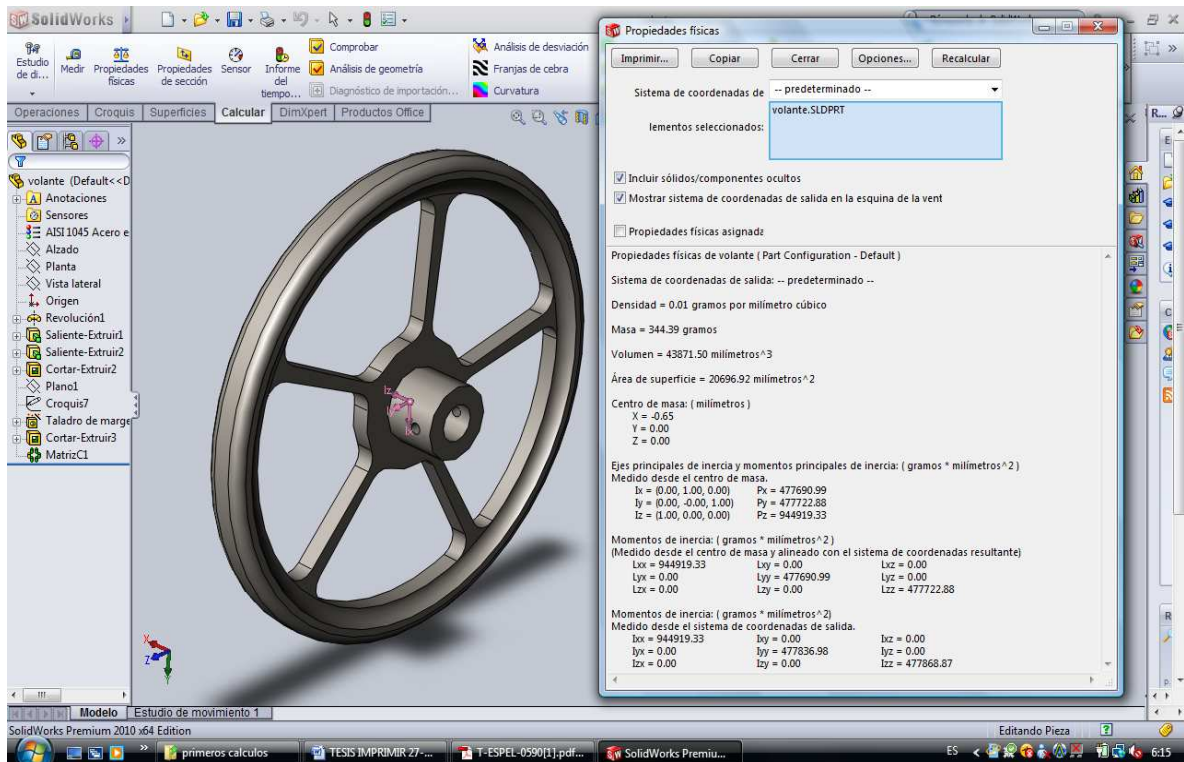 SolidWorks
Estudio de di...
Medir
Propiedades físicas
Propiedades de sección
Sensor
Informe del tiempo...
Comprobar
Análisis de geometría
Diagnóstico de importación...
Análisis de desviación
Franjas de cebra
Curvatura
Operaciones
Croquis
Superficies
Calcular
DimXpert
Productos Office
volante (Default<<D
Anotaciones
Sensores
AISI 1045 Acero e
Alzado
Planta
Vista lateral
Origen
Revolución1
Saliente-Extruir1
Saliente-Extruir2
Cortar-Extruir2
Plano1
Croquis7
Taladro de marge
Cortar-Extruir3
MatrizC1
Iz
X
Z
Y
Propiedades físicas
Imprimir... Copiar Cerrar Opciones... Recalcular
Sistema de coordenadas de -- predeterminado --
volante.SLDPRT
lementos seleccionados:
Incluir sólidos/componentes ocultos
Mostrar sistema de coordenadas de salida en la esquina de la vent
Propiedades físicas asignada
Propiedades físicas de volante ( Part Configuration - Default )
Sistema de coordenadas de salida: -- predeterminado --
Densidad = 0.01 gramos por milímetro cúbico
Masa = 344.39 gramos
Volumen = 43871.50 milímetros^3
Área de superficie = 20696.92 milímetros^2
Centro de masa: ( milímetros )
X = -0.65
Y = 0.00
Z = 0.00
Ejes principales de inercia y momentos principales de inercia: ( gramos * milímetros^2 )
Medido desde el centro de masa.
Ix = (0.00, 1.00, 0.00) Px = 477690.99
Iy = (0.00, -0.00, 1.00) Py = 477722.88
Iz = (1.00, 0.00, 0.00) Pz = 944919.33
Momentos de inercia: ( gramos * milímetros^2 )
(Medido desde el centro de masa y alineado con el sistema de coordenadas resultante)
Lxx = 944919.33 Lxy = 0.00 Lxz = 0.00
Lyx = 0.00 Lyy = 477690.99 Lyz = 0.00
Lzx = 0.00 Lzy = 0.00 Lzz = 477722.88
Momentos de inercia: ( gramos * milímetros^2)
Medido desde el sistema de coordenadas de salida.
Ixx = 944919.33 Ixy = 0.00 Ixz = 0.00
Iyx = 0.00 Iyy = 477836.98 Iyz = 0.00
Izx = 0.00 Izy = 0.00 Izz = 477868.87
R...
Modelo Estudio de movimiento 1
SolidWorks Premium 2010 x64 Edition
Editando Pieza
primeros calculos
TESIS IMPRIMIR 27-...
T-ESPEL-0590[1].pdf...
SolidWorks Premiu...
ES
6:15